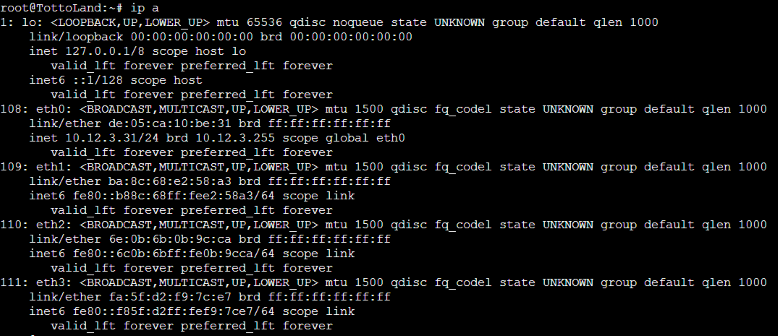 root@TottoLand:~# ip a
1: lo: <LOOPBACK,UP,LOWER_UP> mtu 65536 qdisc noqueue state UNKNOWN group default qlen 1000
    link/loopback 00:00:00:00:00:00 brd 00:00:00:00:00:00
    inet 127.0.0.1/8 scope host lo
       valid_lft forever preferred_lft forever
    inet6 ::1/128 scope host
       valid_lft forever preferred_lft forever
108: eth0: <BROADCAST,MULTICAST,UP,LOWER_UP> mtu 1500 qdisc fq_codel state UNKNOWN group default qlen 1000
    link/ether de:05:ca:10:be:31 brd ff:ff:ff:ff:ff:ff
    inet 10.12.3.31/24 brd 10.12.3.255 scope global eth0
       valid_lft forever preferred_lft forever
109: eth1: <BROADCAST,MULTICAST,UP,LOWER_UP> mtu 1500 qdisc fq_codel state UNKNOWN group default qlen 1000
    link/ether ba:8c:68:e2:58:a3 brd ff:ff:ff:ff:ff:ff
    inet6 fe80::b88c:68ff:fee2:58a3/64 scope link
       valid_lft forever preferred_lft forever
110: eth2: <BROADCAST,MULTICAST,UP,LOWER_UP> mtu 1500 qdisc fq_codel state UNKNOWN group default qlen 1000
    link/ether 6e:0b:6b:0b:9c:ca brd ff:ff:ff:ff:ff:ff
    inet6 fe80::6c0b:6bff:fe0b:9cca/64 scope link
       valid_lft forever preferred_lft forever
111: eth3: <BROADCAST,MULTICAST,UP,LOWER_UP> mtu 1500 qdisc fq_codel state UNKNOWN group default qlen 1000
    link/ether fa:5f:d2:f9:7c:e7 brd ff:ff:ff:ff:ff:ff
    inet6 fe80::f85f:d2ff:fef9:7ce7/64 scope link
       valid_lft forever preferred_lft forever